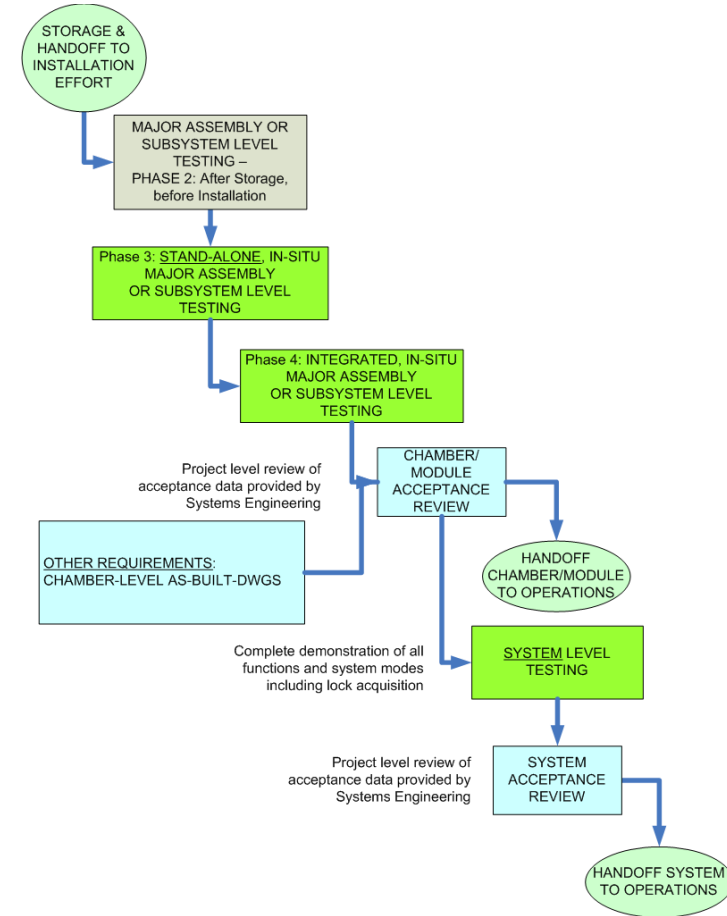 STORAGE &
HANDOFF TO
INSTALLATION
EFFORT
MAJOR ASSEMBLY OR
SUBSYSTEM LEVEL
TESTING –
PHASE 2: After Storage,
before Installation
Phase 3: STAND-ALONE, IN-SITU
MAJOR ASSEMBLY
OR SUBSYSTEM LEVEL
TESTING
Phase 4: INTEGRATED, IN-SITU
MAJOR ASSEMBLY
OR SUBSYSTEM LEVEL
TESTING
Project level review of
acceptance data provided by
Systems Engineering
CHAMBER/
MODULE
ACCEPTANCE
REVIEW
OTHER REQUIREMENTS:
CHAMBER-LEVEL AS-BUILT-DWGS
HANDOFF
CHAMBER/MODULE
TO OPERATIONS
Complete demonstration of all
functions and system modes
including lock acquisition
SYSTEM LEVEL
TESTING
Project level review of
acceptance data provided by
Systems Engineering
SYSTEM
ACCEPTANCE
REVIEW
HANDOFF SYSTEM
TO OPERATIONS